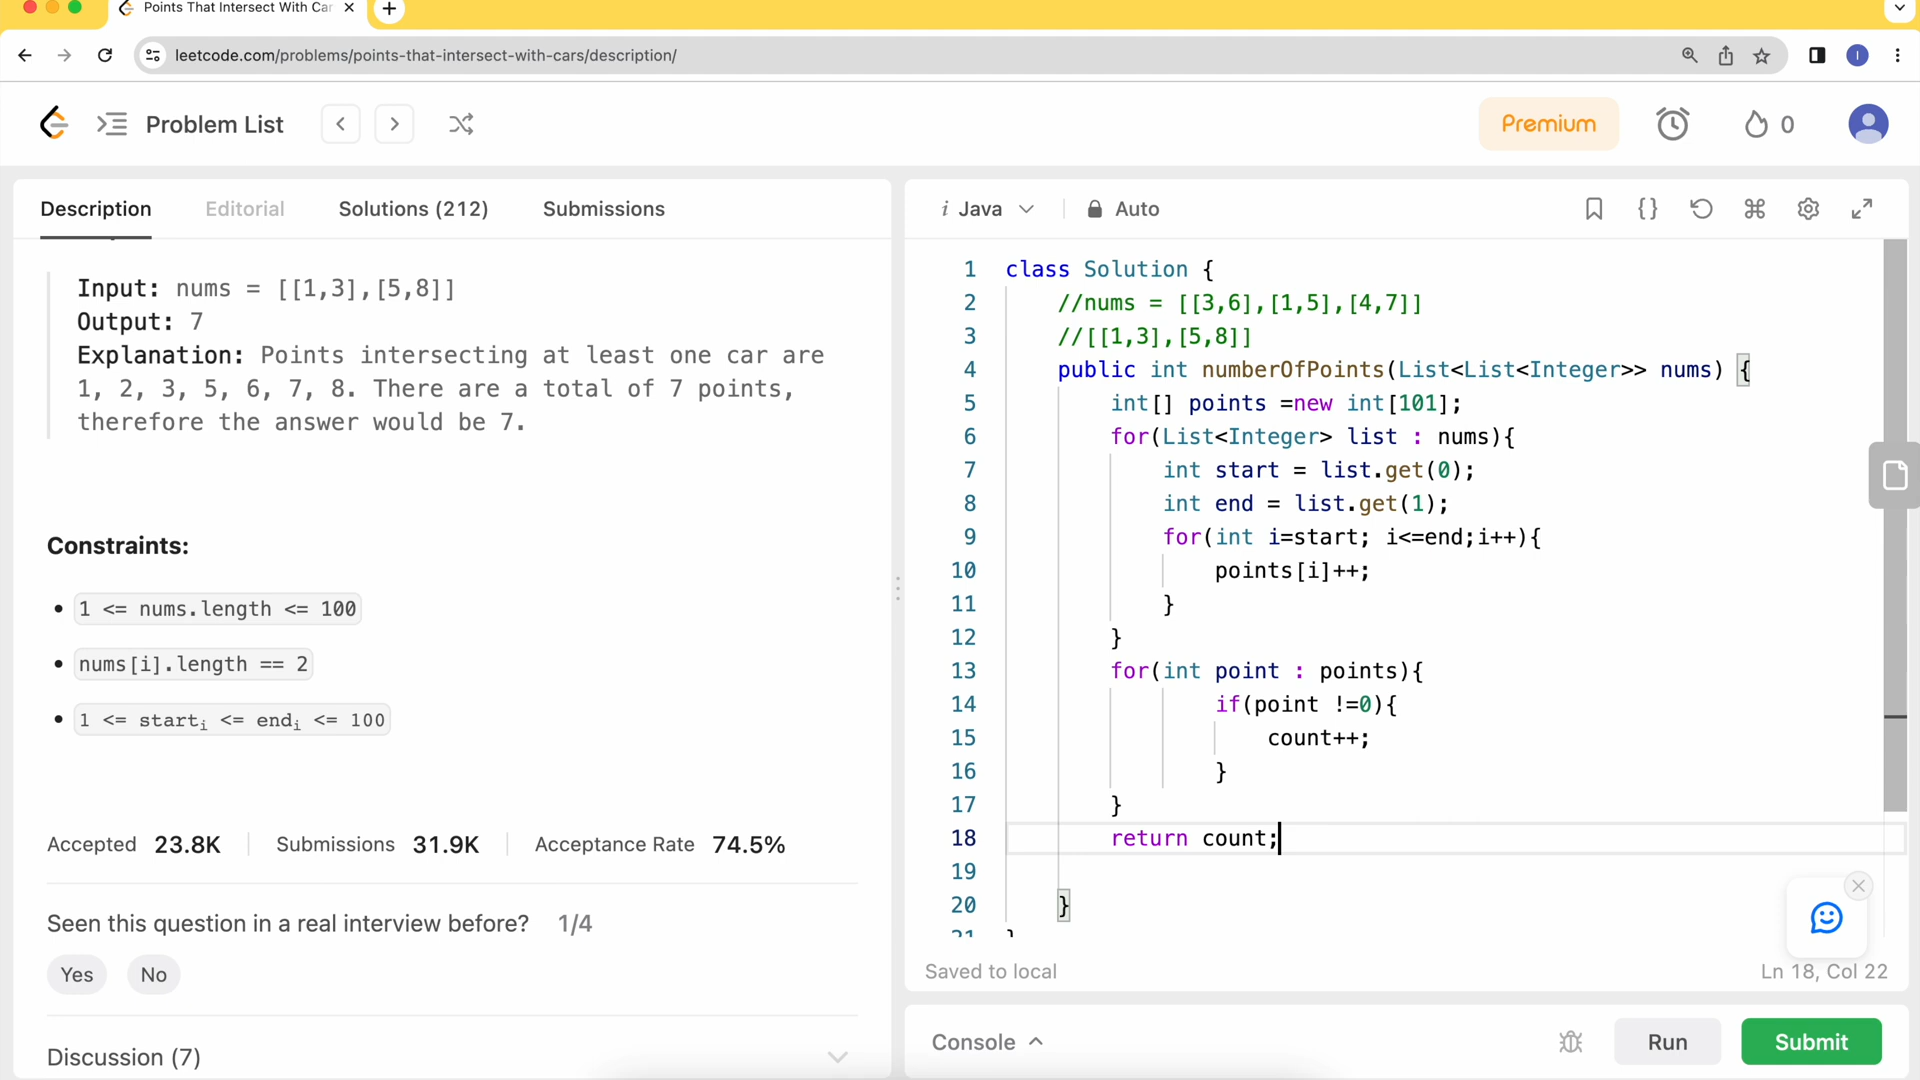 Points That Intersect With Car
leetcode.com/problems/points-that-intersect-with-cars/description/
I
Problem List
Premium
0
Description
Editorial
Solutions (212)
Submissions
Input: nums = [[1,3],[5,8]]
Output: 7
Explanation: Points intersecting at least one car are
1, 2, 3, 5, 6, 7, 8. There are a total of 7 points,
therefore the answer would be 7.
Constraints:
• 1 <= nums.length <= 100
• nums[i].length == 2
• 1 <= starti <= endi <= 100
Accepted 23.8K
Submissions 31.9K
Acceptance Rate 74.5%
Seen this question in a real interview before? 1/4
Yes
No
Discussion (7)
i Java
Auto
{}
1 class Solution {
2 //nums = [[3,6],[1,5],[4,7]]
3 //[[1,3],[5,8]]
4 public int numberOfPoints(List<List<Integer>> nums) {
5 int[] points =new int[101];
6 for(List<Integer> list : nums){
7 int start = list.get(0);
8 int end = list.get(1);
9 for(int i=start; i<=end;i++){
10 points[i]++;
11 }
12 }
13 for(int point : points){
14 if(point !=0){
15 count++;
16 }
17 }
18 return count;
19
20 }
21 }
Saved to local
Ln 18, Col 22
Console
Run
Submit